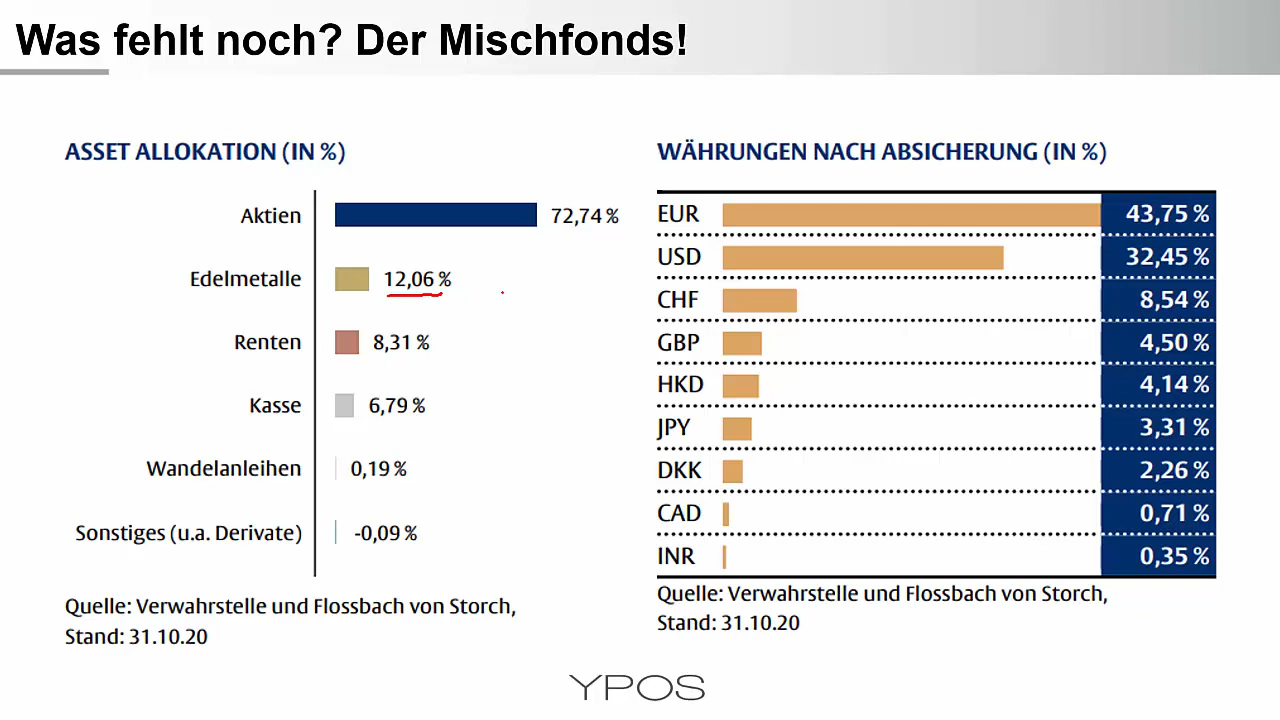 Was fehlt noch? Der Mischfonds!
ASSET ALLOKATION (IN %)
Aktien 72,74 %
Edelmetalle 12,06 %
Renten 8,31 %
Kasse 6,79 %
Wandelanleihen 0,19 %
Sonstiges (u.a. Derivate) -0,09 %
Quelle: Verwahrstelle und Flossbach von Storch,
Stand: 31.10.20
WÄHRUNGEN NACH ABSICHERUNG (IN %)
EUR 43,75 %
USD 32,45 %
CHF 8,54 %
GBP 4,50 %
HKD 4,14 %
JPY 3,31 %
DKK 2,26 %
CAD 0,71 %
INR 0,35 %
Quelle: Verwahrstelle und Flossbach von Storch,
Stand: 31.10.20
YPOS